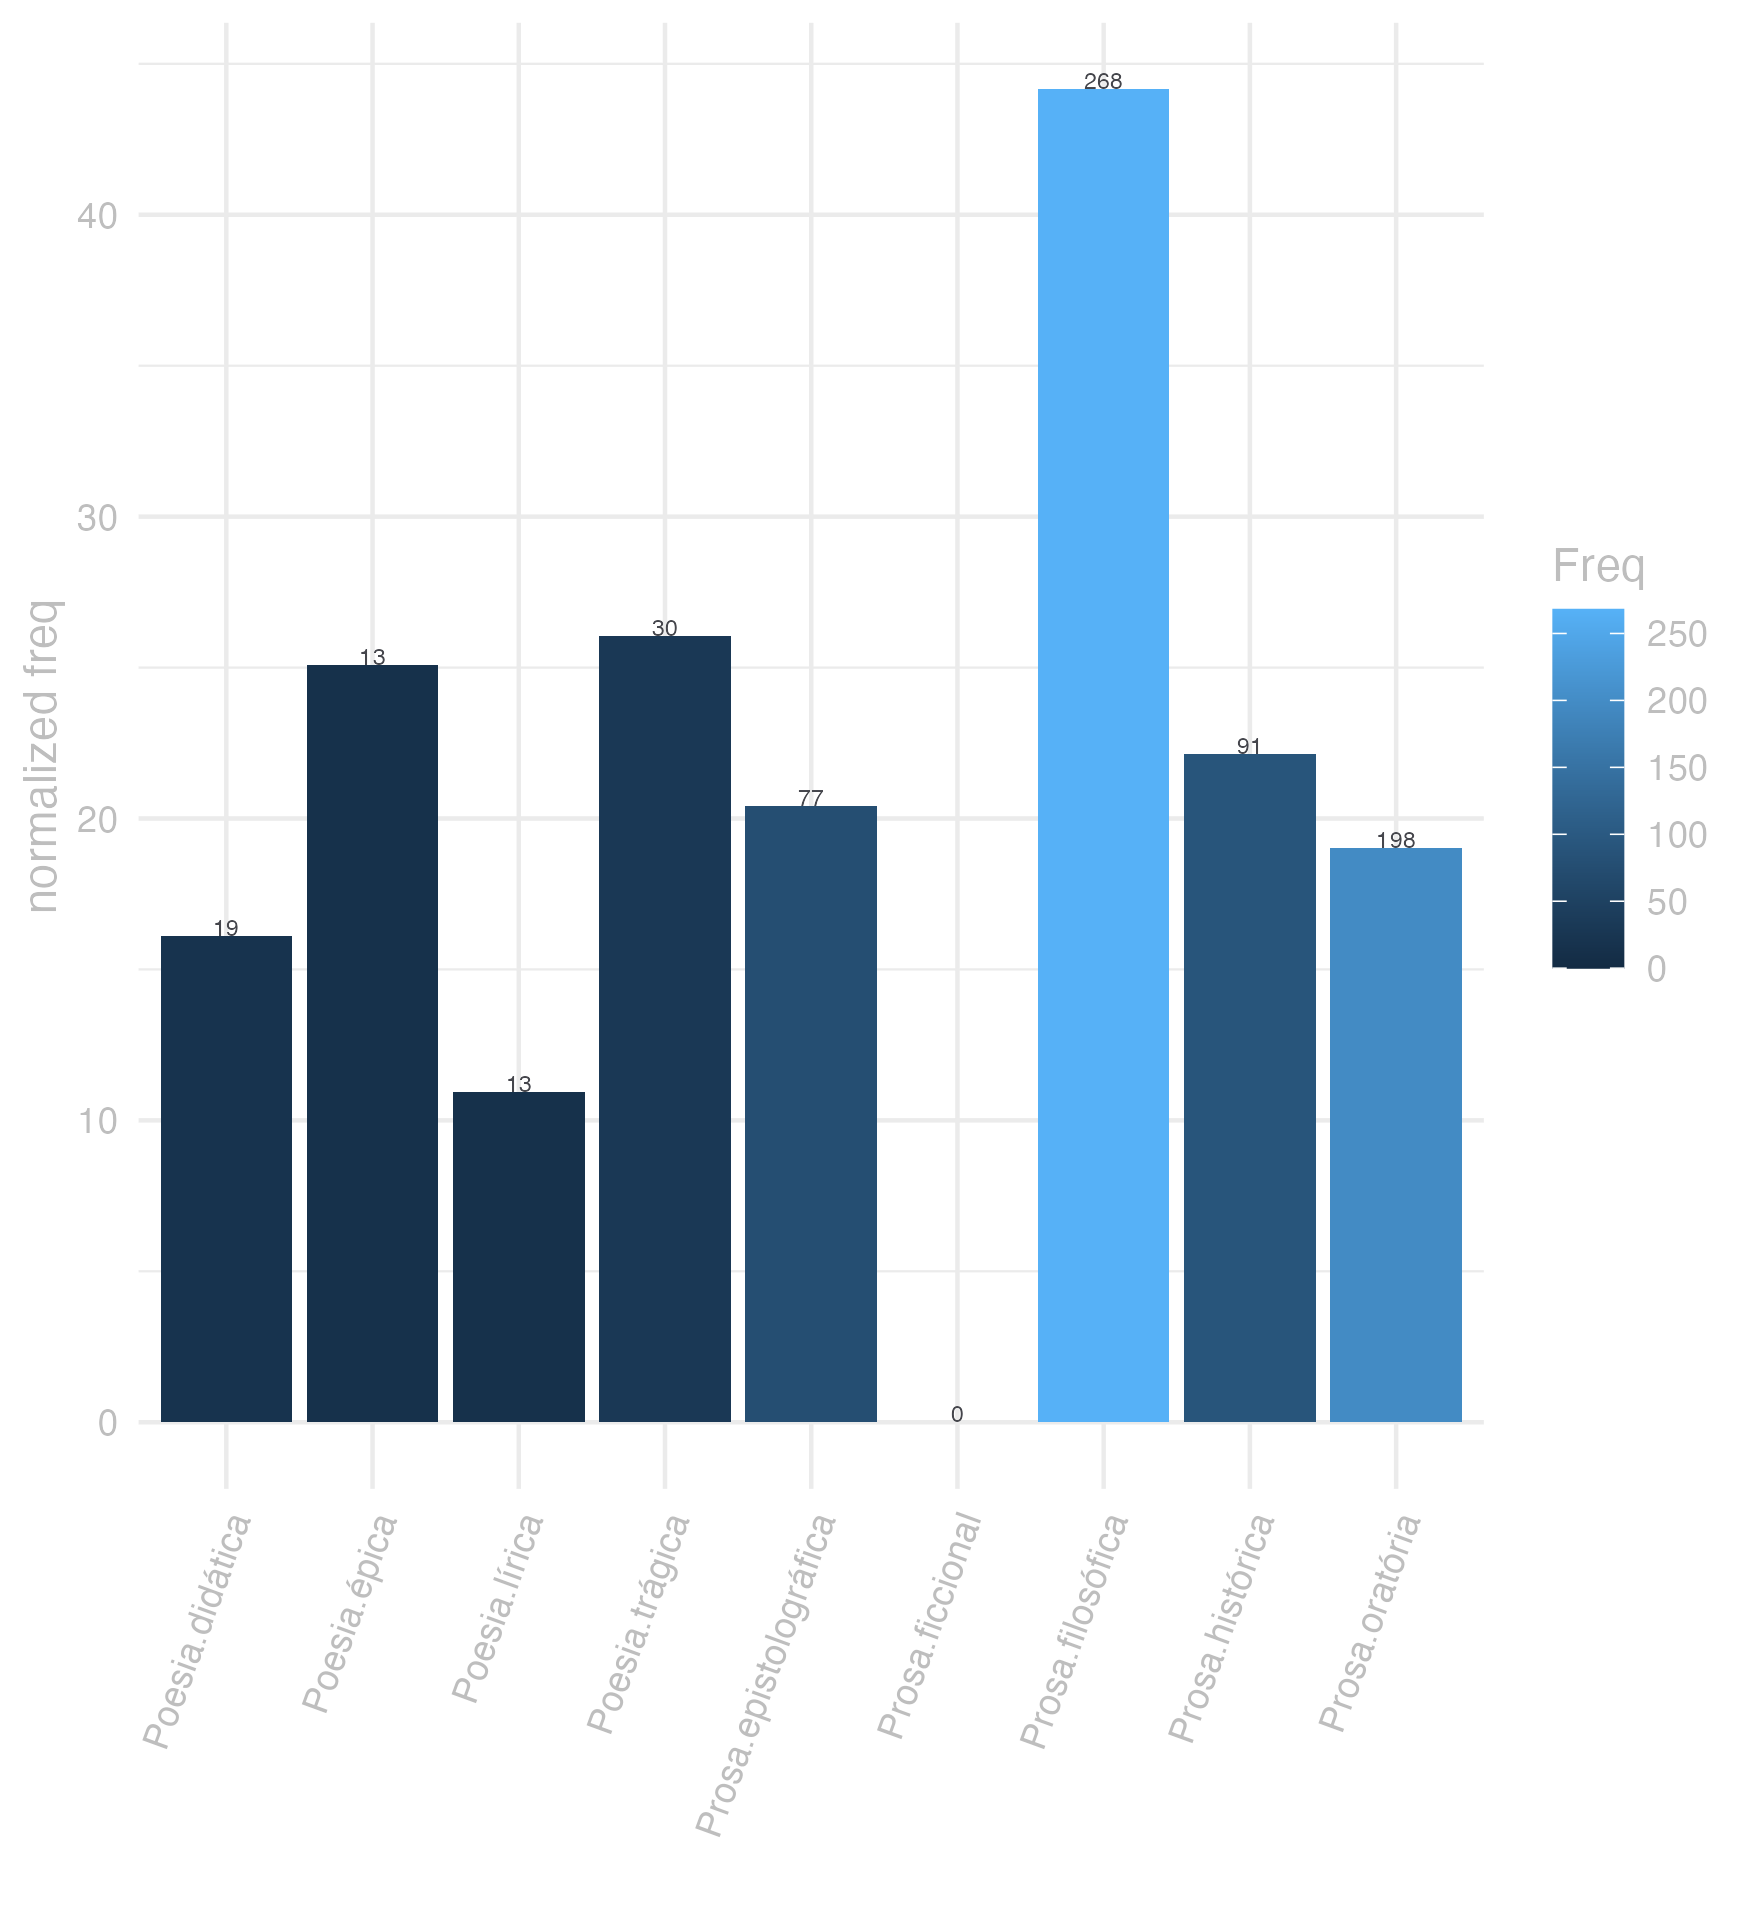 normalized freq
40
30
20
10
0
19
13
13
30
77
0
268
91
198
Poesia.didática
Poesia.épica
Poesia.lírica
Poesia.trágica
Prosa.epistolográfica
Prosa.ficcional
Prosa.filosófica
Prosa.histórica
Prosa.oratória
Freq
250
200
150
100
50
0